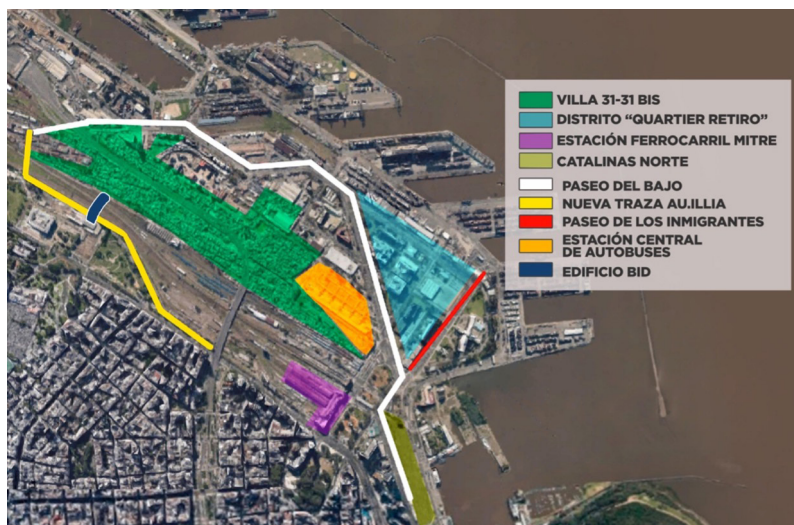 VILLA 31-31 BIS
DISTRITO “QUARTIER RETIRO”
ESTACIÓN FERROCARRIL MITRE
CATALINAS NORTE
PASEO DEL BAJO
NUEVA TRAZA AU.ILLIA
PASEO DE LOS INMIGRANTES
ESTACIÓN CENTRAL
DE AUTOBUSES
EDIFICIO BID